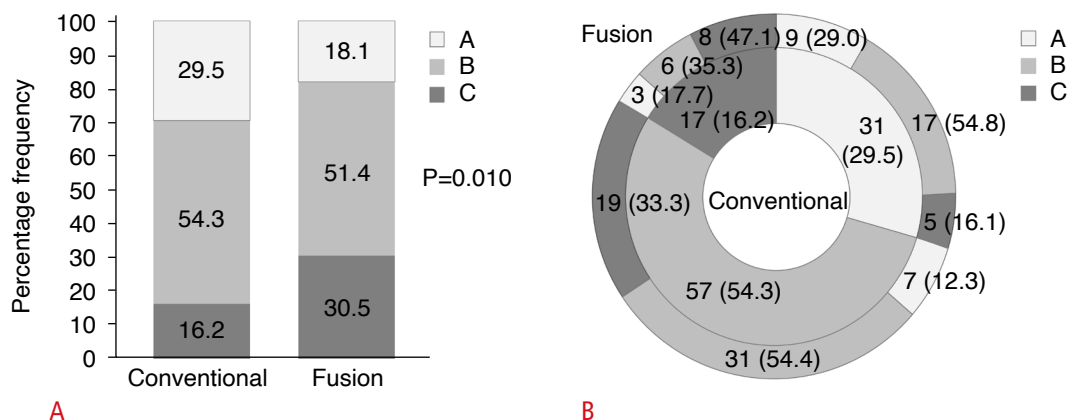 Percentage frequency
100
90
80
70
60
50
40
30
20
10
0
29.5
54.3
16.2
18.1
51.4
30.5
Conventional
Fusion
A
B
C
P=0.010
A
Fusion
8 (47.1)
9 (29.0)
6 (35.3)
3 (17.7)
17 (16.2)
31
(29.5)
17 (54.8)
Conventional
19 (33.3)
5 (16.1)
7 (12.3)
57 (54.3)
31 (54.4)
A
B
C
B